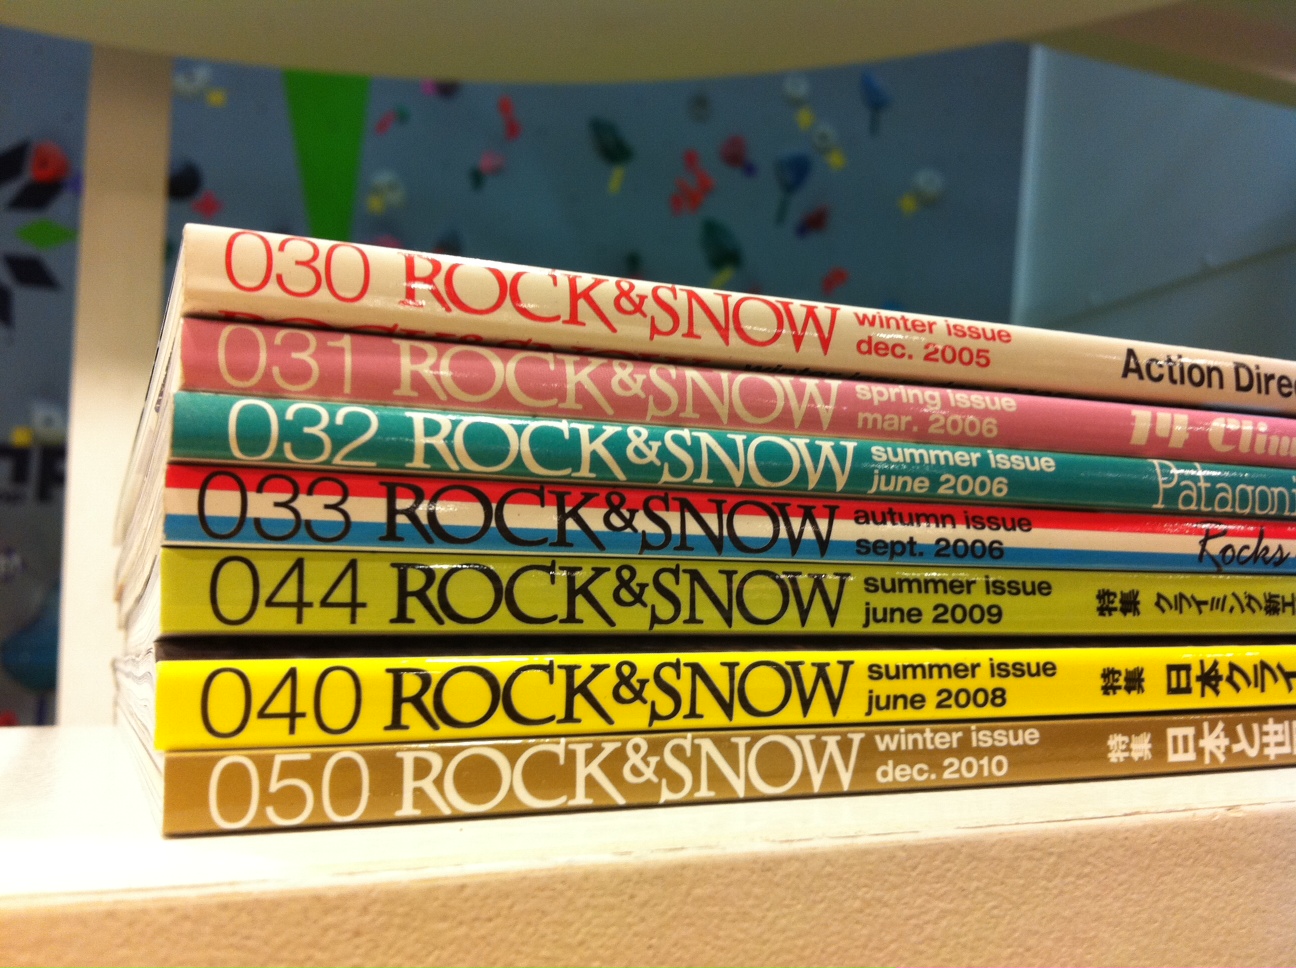 030 ROCK&SNOW winter issue
dec. 2005
Action Direc
031 ROCK&SNOW spring issue
mar. 2006
14 Clim
032 ROCK&SNOW summer issue
june 2006
Patagoni
033 ROCK&SNOW autumn issue
sept. 2006
Rocks
044 ROCK&SNOW summer issue
june 2009
特集 クライミング新エ
040 ROCK&SNOW summer issue
june 2008
特集 日本クライ
050 ROCK&SNOW winter issue
dec. 2010
特集 日本と世